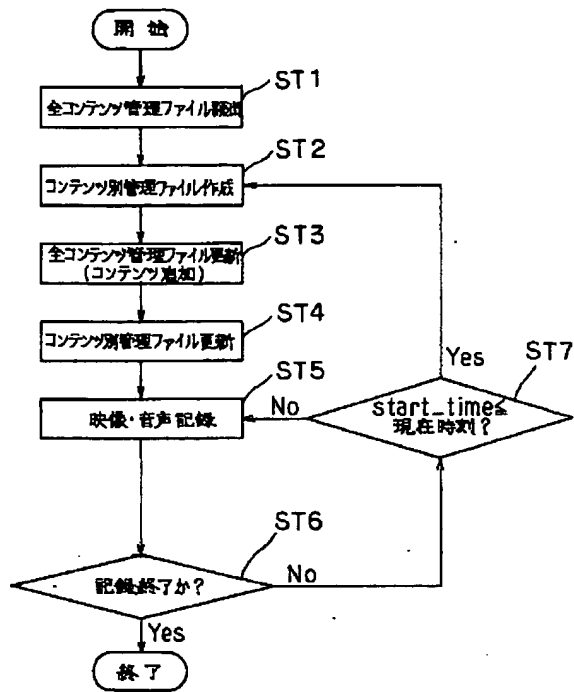 開始
ST1
全コンテンツ管理ファイル読出
ST2
コンテンツ別管理ファイル作成
ST3
全コンテンツ管理ファイル更新
(コンテンツ追加)
ST4
コンテンツ別管理ファイル更新
ST5
映像・音声記録
No
Yes
ST7
start_time≦
現在時刻?
ST6
記録終了か?
No
Yes
終了